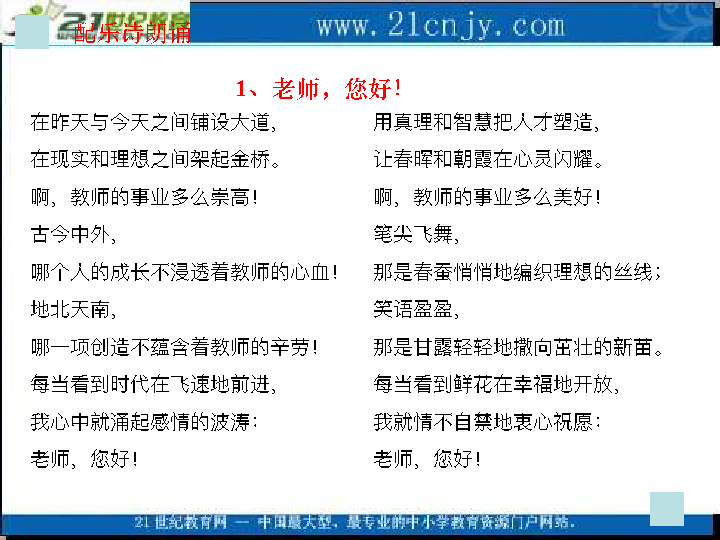 21世纪教育
www.21cnjy.com
配乐诗朗诵
1、老师，您好！
在昨天与今天之间铺设大道，
在现实和理想之间架起金桥。
啊，教师的事业多么崇高！
古今中外，
哪个人的成长不浸透着教师的心血！
地北天南，
哪一项创造不蕴含着教师的辛劳！
每当看到时代在飞速地前进，
我心中就涌起感情的波涛：
老师，您好！
用真理和智慧把人才塑造，
让春晖和朝霞在心灵闪耀。
啊，教师的事业多么美好！
笔尖飞舞，
那是春蚕悄悄地编织理想的丝线；
笑语盈盈，
那是甘露轻轻地撒向茁壮的新苗。
每当看到鲜花在幸福地开放，
我就情不自禁地衷心祝愿：
老师，您好！
21世纪教育网 -- 中国最大型、最专业的中小学教育资源门户网站.